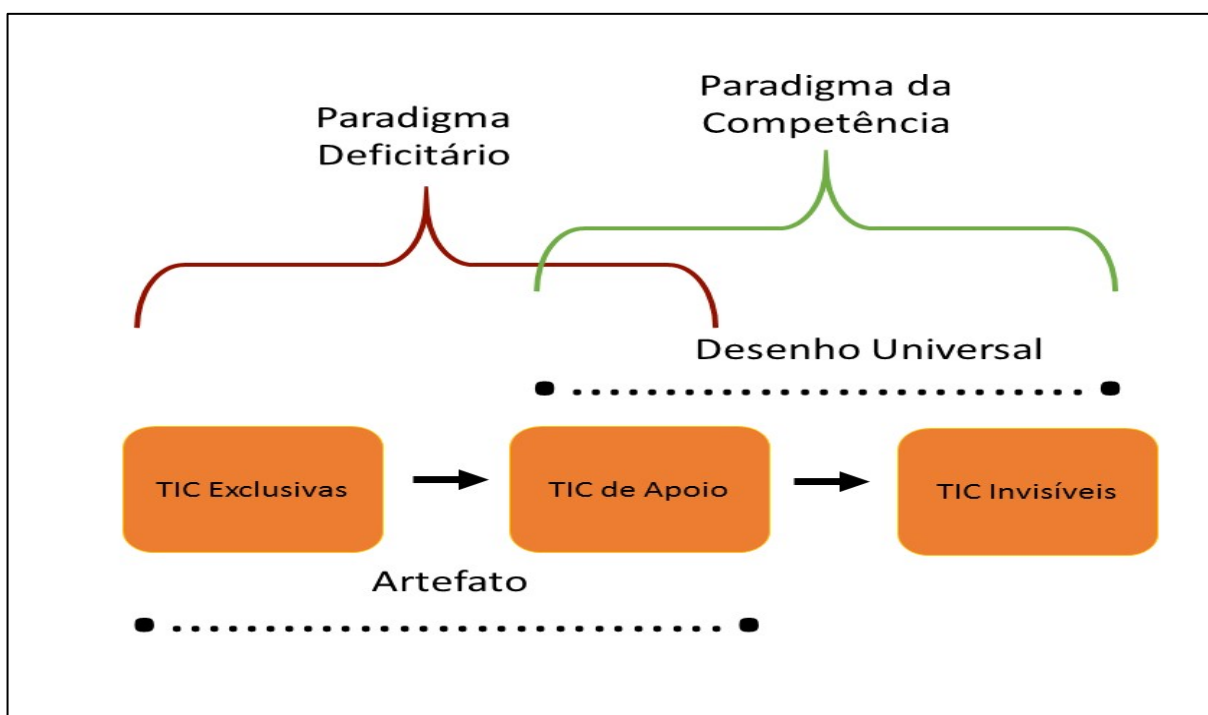 Paradigma da
Competência
Paradigma
Deficitário
Desenho Universal
TIC Exclusivas
TIC de Apoio
TIC Invisíveis
Artefato